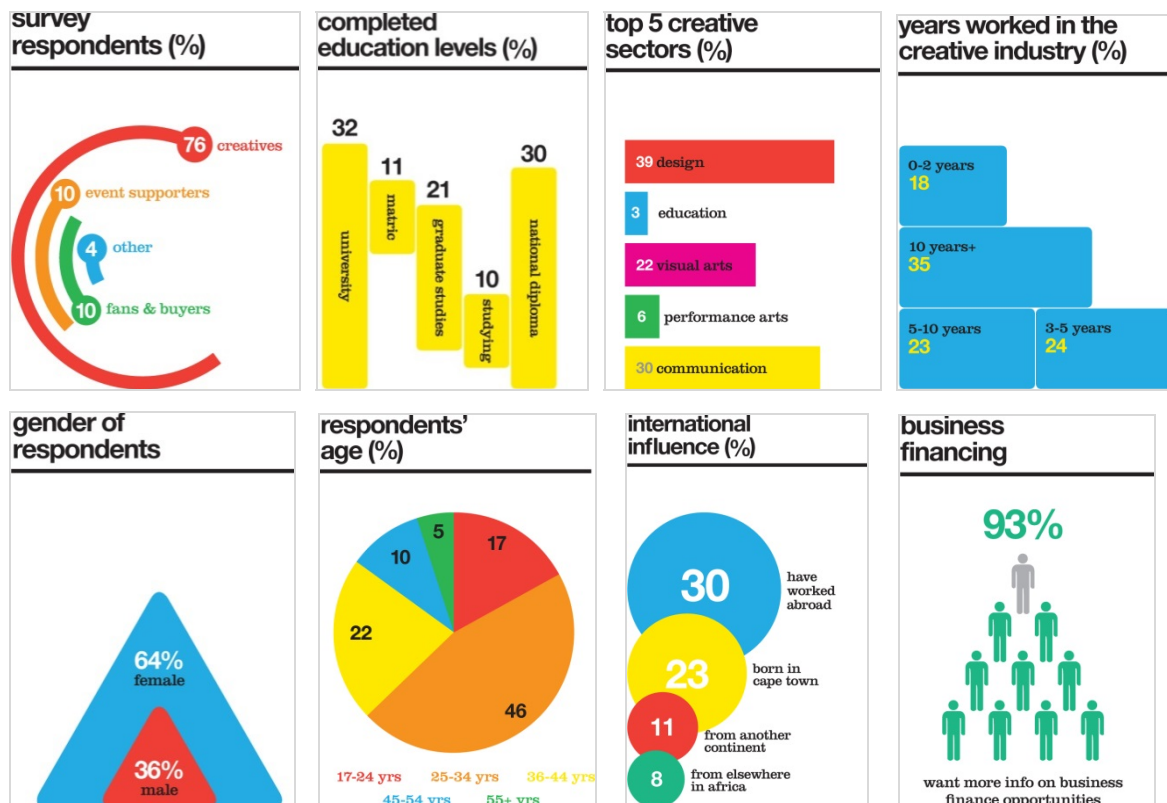 survey
respondents (%)
76 creatives
10 event supporters
4 other
10 fans & buyers
completed
education levels (%)
32
university
11
matric
21
graduate studies
10
studying
30
national diploma
top 5 creative
sectors (%)
39 design
3 education
22 visual arts
6 performance arts
30 communication
years worked in the
creative industry (%)
0-2 years
18
10 years+
35
5-10 years
23
3-5 years
24
gender of
respondents
64%
female
36%
male
respondents'
age (%)
5
17
10
22
46
17-24 yrs 25-34 yrs 36-44 yrs
45-54 yrs 55+ yrs
international
influence (%)
30
have
worked
abroad
23
born in
cape town
11
from another
continent
8
from elsewhere
in africa
business
financing
93%
want more info on business
finance opportunities